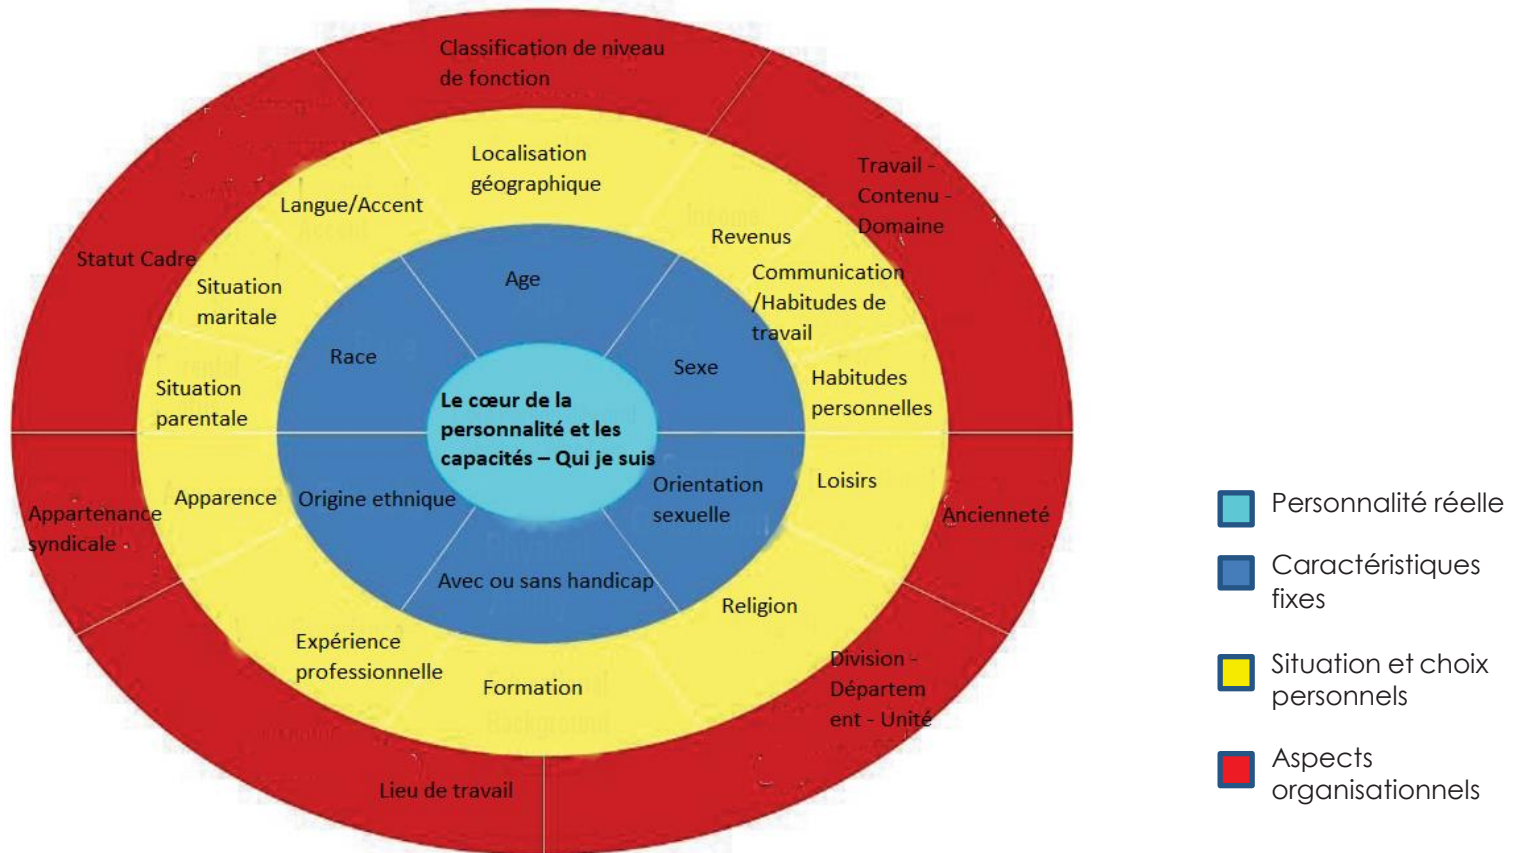 Classification de niveau
de fonction
Localisation
géographique
Travail -
Contenu -
Domaine
Langue/Accent
Revenus
Statut Cadre
Situation
maritale
Age
Communication
/Habitudes de
travail
Race
Sexe
Situation
parentale
Habitudes
personnelles
Le cœur de la
personnalité et les
capacités – Qui je suis
Appartenance
syndicale
Apparence
Origine ethnique
Orientation
sexuelle
Loisirs
Ancienneté
Avec ou sans handicap
Religion
Expérience
professionnelle
Formation
Division -
Départem
ent - Unité
Lieu de travail
Personnalité réelle
Caractéristiques
fixes
Situation et choix
personnels
Aspects
organisationnels